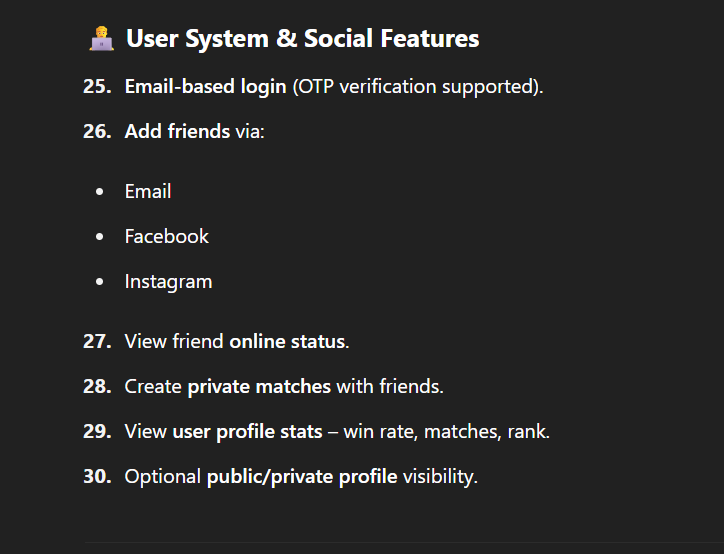 🧑‍💻 User System & Social Features
25. Email-based login (OTP verification supported).
26. Add friends via:
• Email
• Facebook
• Instagram
27. View friend online status.
28. Create private matches with friends.
29. View user profile stats – win rate, matches, rank.
30. Optional public/private profile visibility.